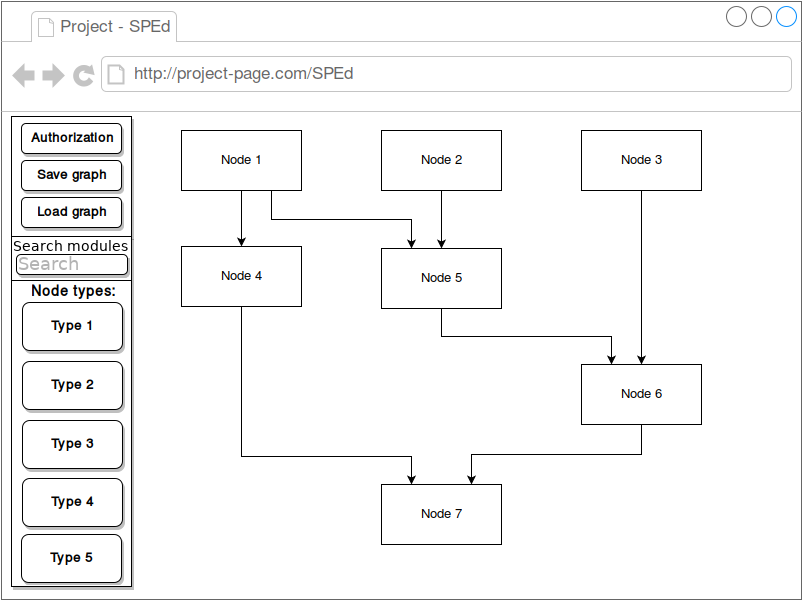 Project - SPEd
http://project-page.com/SPEd
Authorization
Save graph
Load graph
Search modules
Search
Node types:
Type 1
Type 2
Type 3
Type 4
Type 5
Node 1
Node 2
Node 3
Node 4
Node 5
Node 6
Node 7